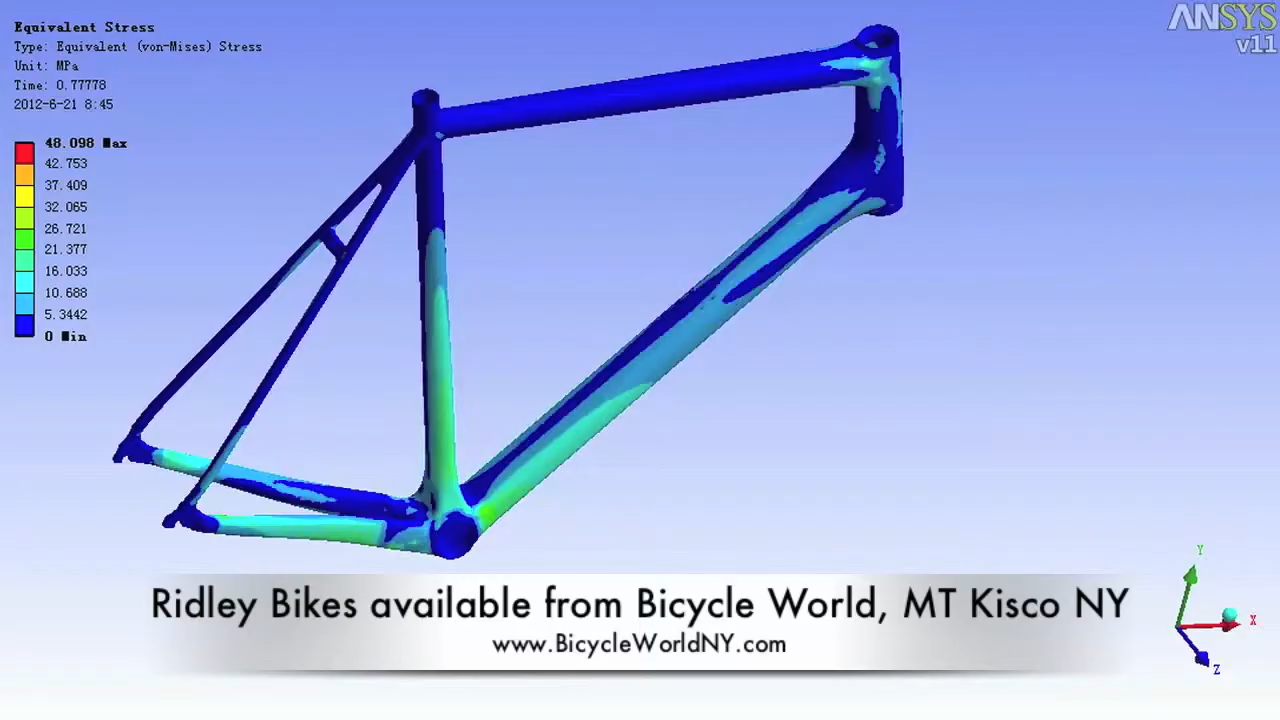 Equivalent Stress
Type: Equivalent (von-Mises) Stress
Unit: MPa
Time: 0.77778
2012-6-21 8:45
48.098 Max
42.753
37.409
32.065
26.721
21.377
16.033
10.688
5.3442
0 Min
ANSYS
v11
Y
X
Z
Ridley Bikes available from Bicycle World, MT Kisco NY
www.BicycleWorldNY.com